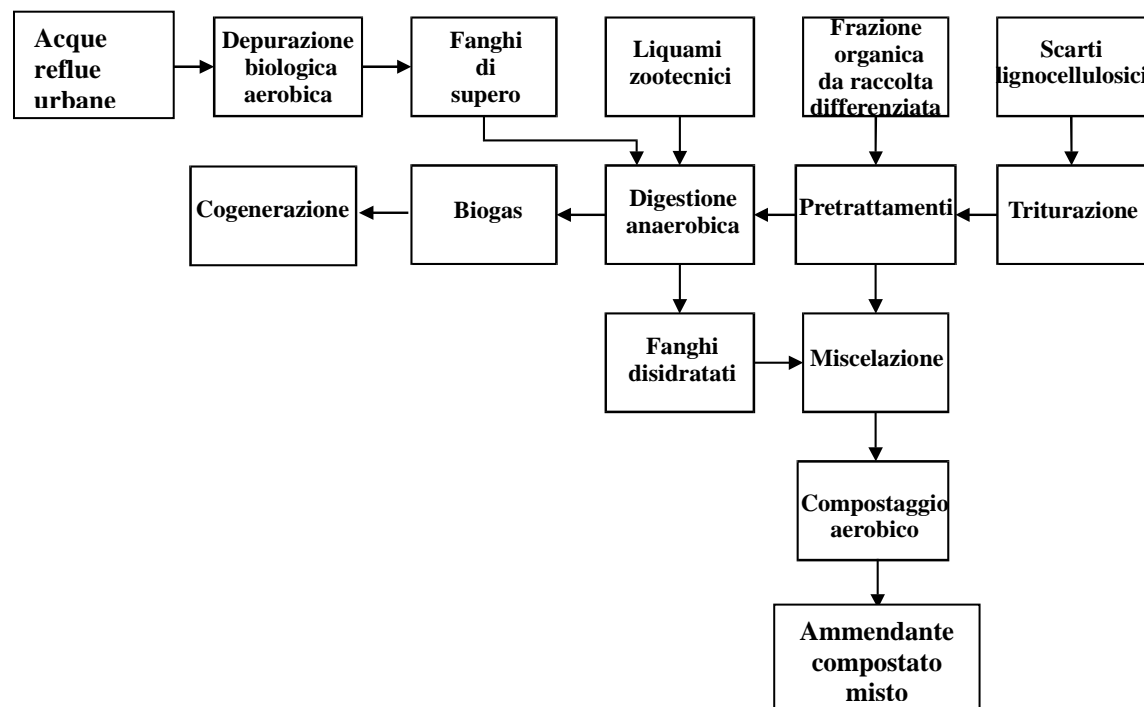 Acque
reflue
urbane
Depurazione
biologica
aerobica
Fanghi
di
supero
Liquami
zootecnici
Frazione
organica
da raccolta
differenziata
Scarti
lignocellulosici
Cogenerazione
Biogas
Digestione
anaerobica
Pretrattamenti
Triturazione
Fanghi
disidratati
Miscelazione
Compostaggio
aerobico
Ammendante
compostato
misto